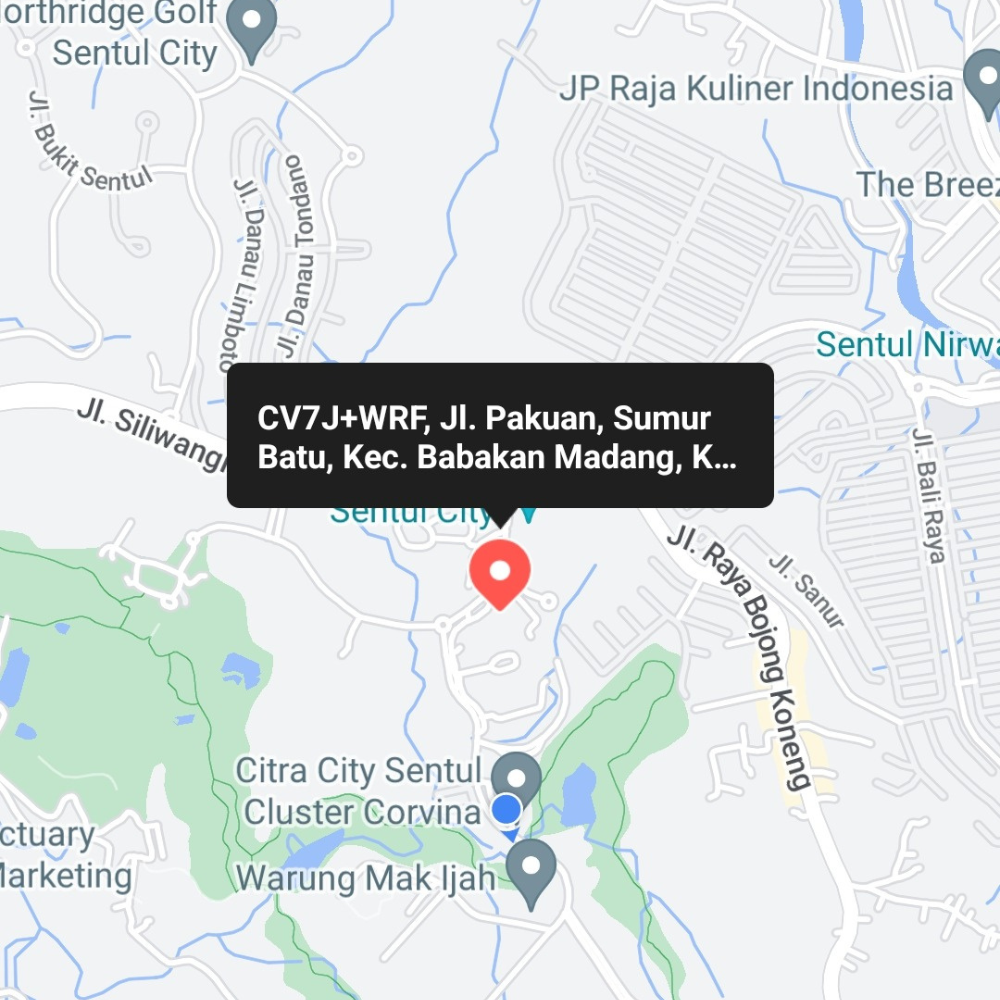 orthridge Golf
Sentul City
JP Raja Kuliner Indonesia
Jl. Bukit Sentul
Jl. Danau Limboto
Jl. Danau Tondano
The Breez
Sentul Nirwa
Jl. Siliwangi
CV7J+WRF, Jl. Pakuan, Sumur
Batu, Kec. Babakan Madang, K...
Sentul City
Jl. Bali Raya
Jl. Raya Bojong Koneng
Jl. Sanur
Citra City Sentul
Cluster Corvina
ctuary
Marketing
Warung Mak Ijah